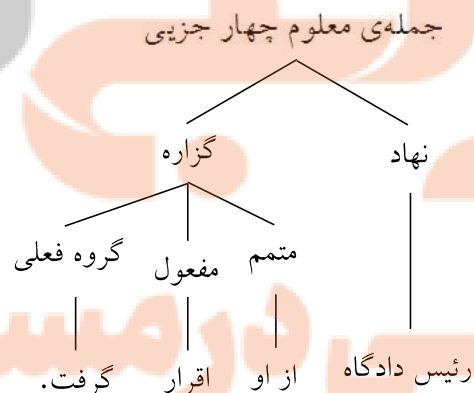 جمله‌ی معلوم چهار جزیی
نهاد گزاره
متمم مفعول گروه فعلی
رئیس دادگاه از او اقرار گرفت.